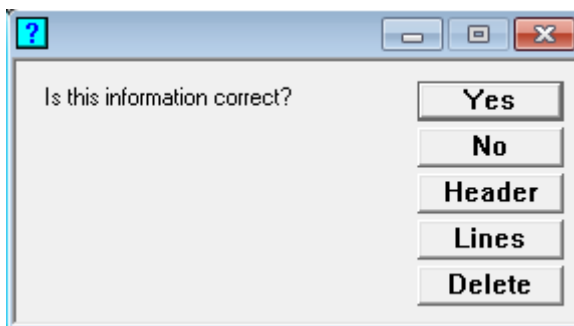 ?
Is this information correct?
Yes
No
Header
Lines
Delete